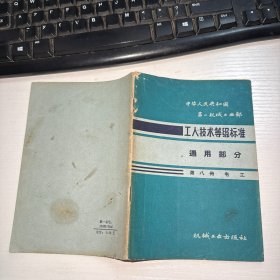 中华人民共和国
第一机械工业部
工人技术等级标准
通用部分
第八册 电工
机械工业出版社